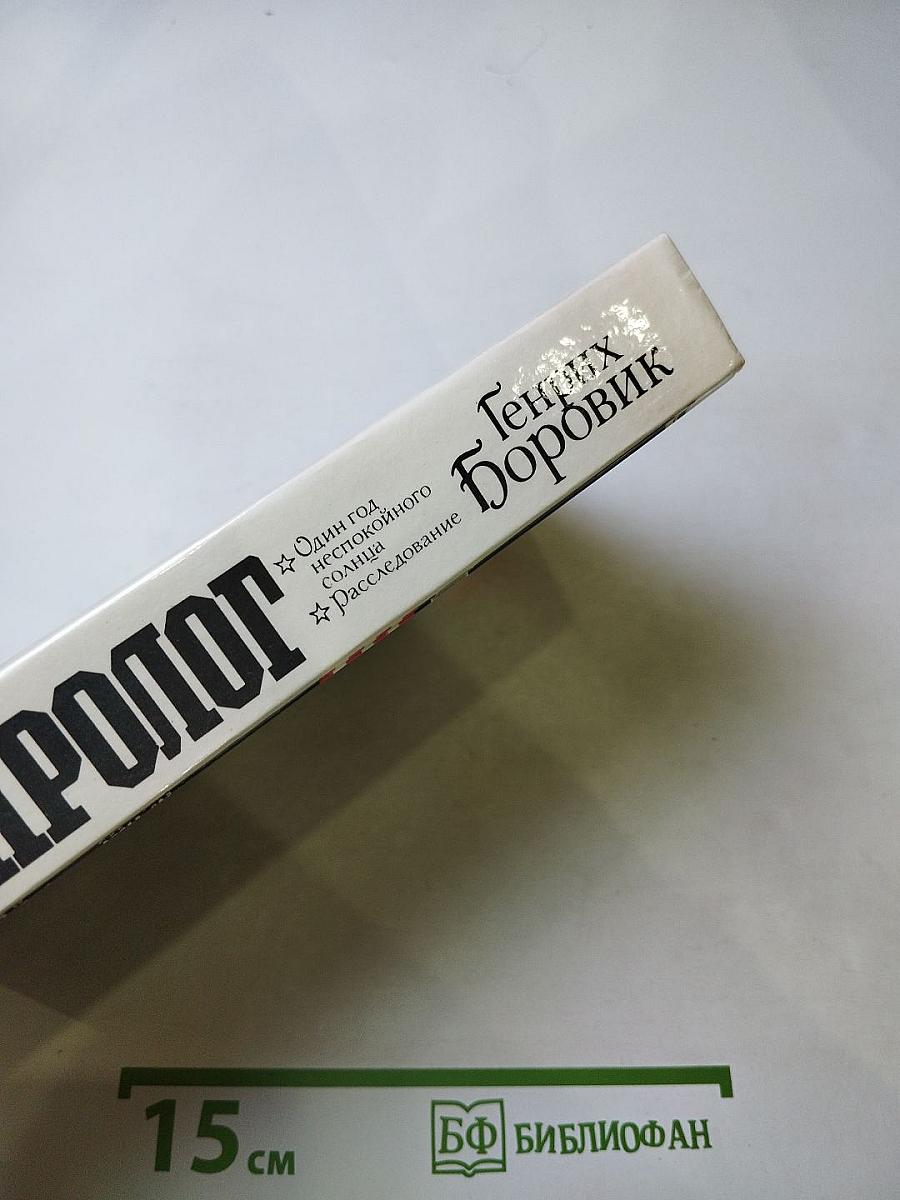 Генрих
Боровик
☆ Один год
неспокойного
солнца
☆ Расследование
ПРОЛОГ
15 см
БФ БИБЛИОФАН